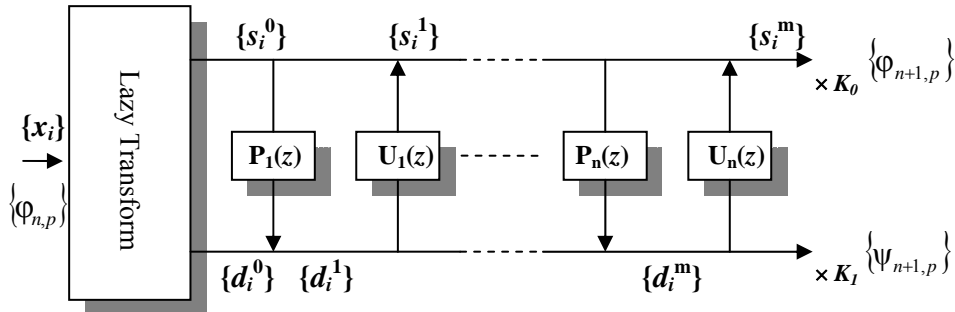 {s_i^0} {s_i^1} {s_i^m}
× K_0 {φ_{n+1,p}}
Lazy Transform
{x_i}
P_1(z) U_1(z) P_n(z) U_n(z)
{φ_{n,p}}
{d_i^0} {d_i^1} {d_i^m}
× K_1 {ψ_{n+1,p}}